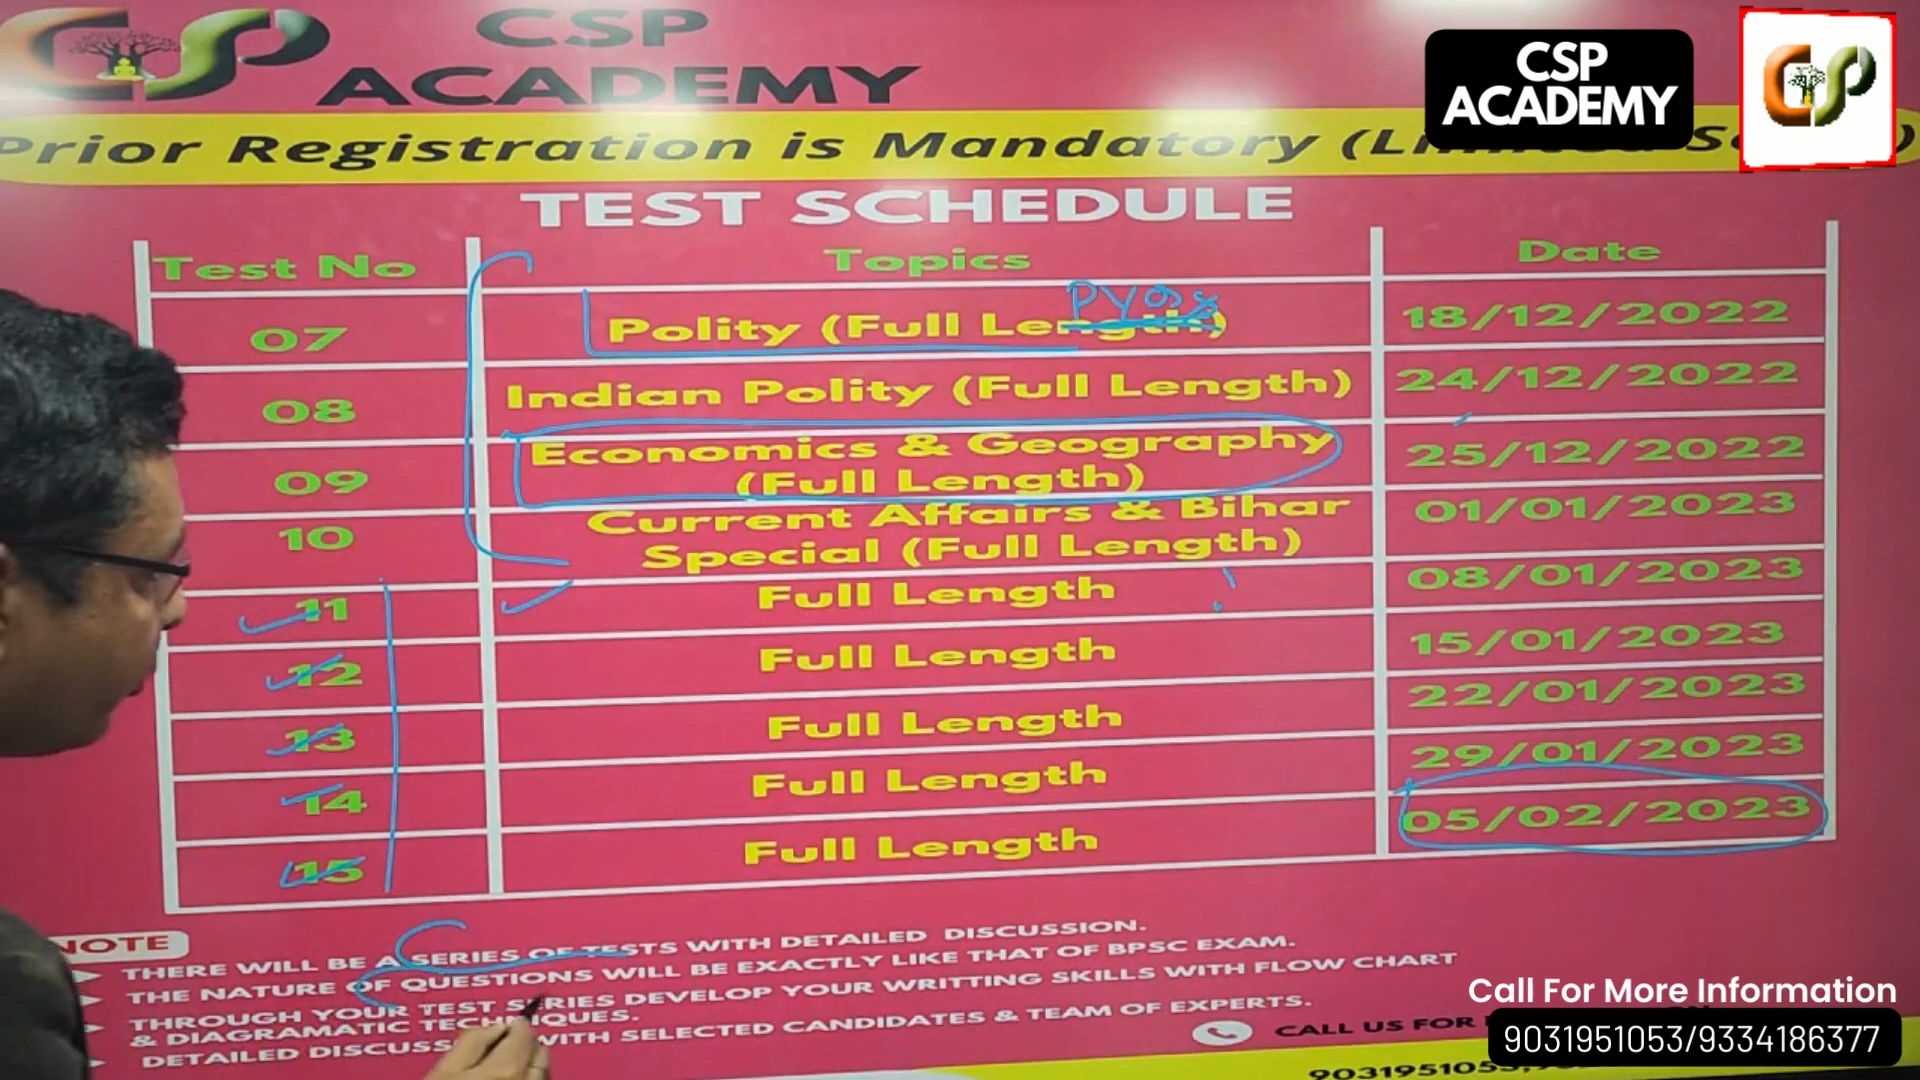 CSP
ACADEMY
CSP
ACADEMY
Prior Registration is Mandatory
TEST SCHEDULE
Test No Topics Date
07 Polity (Full Length) 18/12/2022
PYQs
08 Indian Polity (Full Length) 24/12/2022
09 Economics & Geography (Full Length) 25/12/2022
10 Current Affairs & Bihar Special (Full Length) 01/01/2023
11 Full Length 08/01/2023
12 Full Length 15/01/2023
13 Full Length 22/01/2023
14 Full Length 29/01/2023
15 Full Length 05/02/2023
NOTE
THERE WILL BE A SERIES OF TESTS WITH DETAILED DISCUSSION.
THE NATURE OF QUESTIONS WILL BE EXACTLY LIKE THAT OF BPSC EXAM.
THROUGH YOUR TEST SERIES DEVELOP YOUR WRITTING SKILLS WITH FLOW CHART
& DIAGRAMATIC TECHNIQUES.
DETAILED WITH SELECTED CANDIDATES & TEAM OF EXPERTS.
CALL US FOR
Call For More Information
9031951053/9334186377